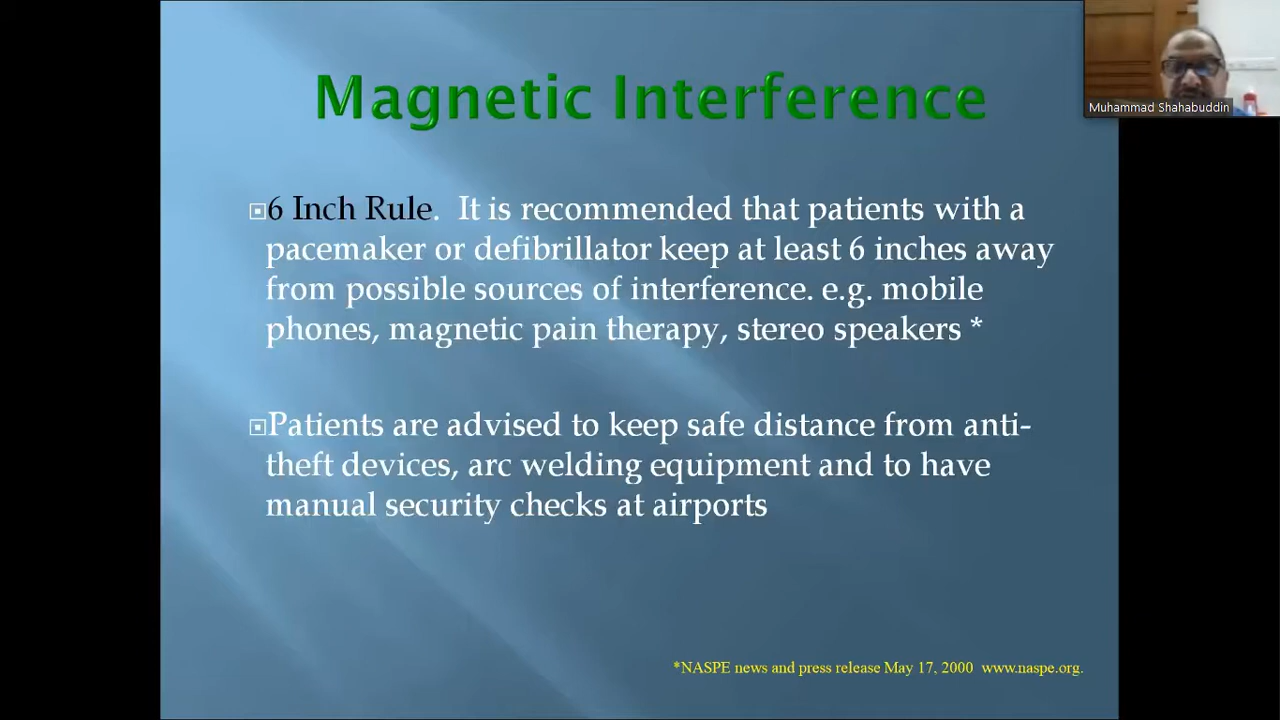 Magnetic Interference
Muhammad Shahabuddin
6 Inch Rule. It is recommended that patients with a
pacemaker or defibrillator keep at least 6 inches away
from possible sources of interference. e.g. mobile
phones, magnetic pain therapy, stereo speakers *
Patients are advised to keep safe distance from anti-
theft devices, arc welding equipment and to have
manual security checks at airports
*NASPE news and press release May 17, 2000 www.naspe.org.